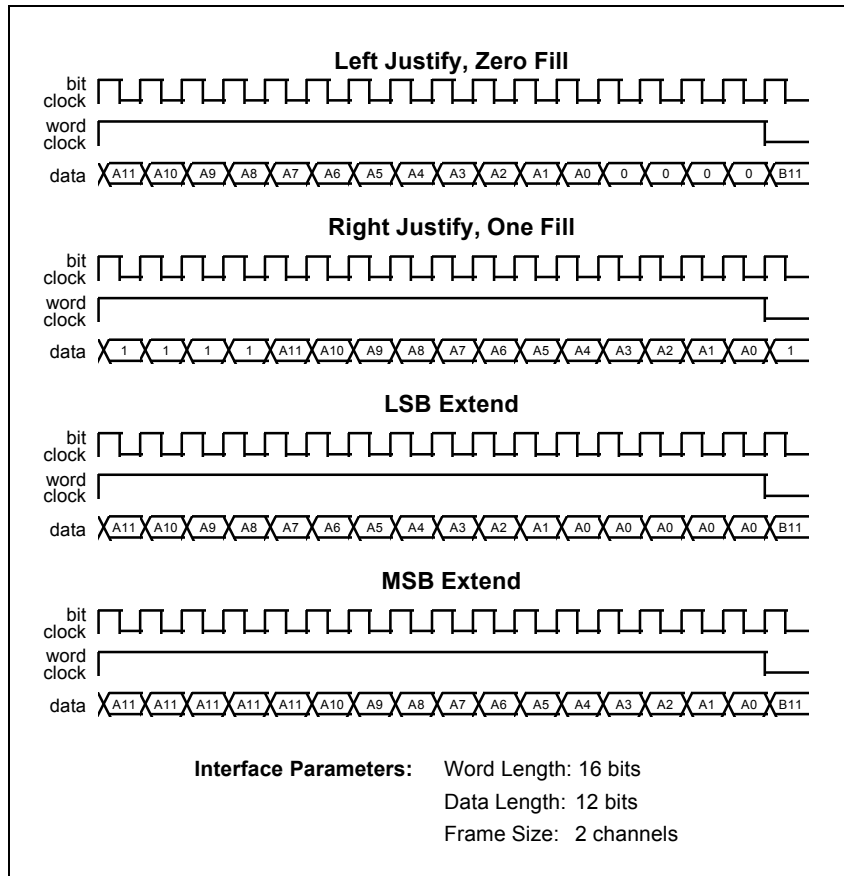 Left Justify, Zero Fill
bit
clock
word
clock
data A11 A10 A9 A8 A7 A6 A5 A4 A3 A2 A1 A0 0 0 0 0 B11
Right Justify, One Fill
bit
clock
word
clock
data 1 1 1 1 A11 A10 A9 A8 A7 A6 A5 A4 A3 A2 A1 A0 1
LSB Extend
bit
clock
word
clock
data A11 A10 A9 A8 A7 A6 A5 A4 A3 A2 A1 A0 A0 A0 A0 A0 B11
MSB Extend
bit
clock
word
clock
data A11 A11 A11 A11 A11 A10 A9 A8 A7 A6 A5 A4 A3 A2 A1 A0 B11
Interface Parameters: Word Length: 16 bits
Data Length: 12 bits
Frame Size: 2 channels